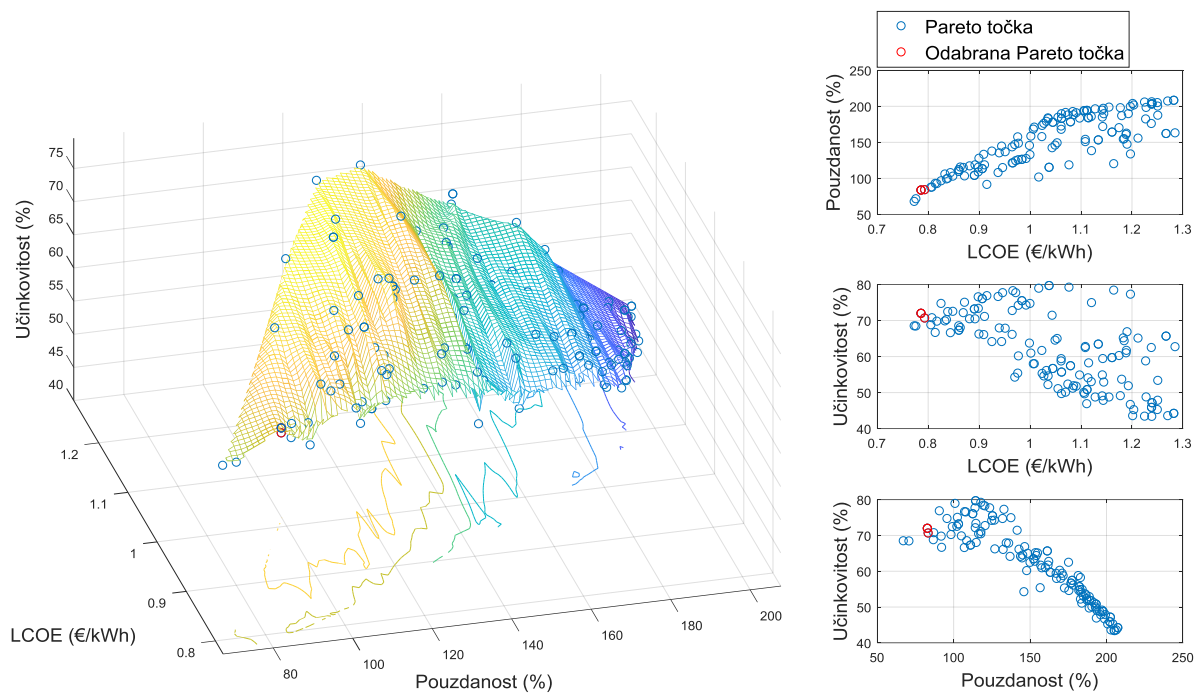 Učinkovitost (%)
75
70
65
60
55
50
45
40
1.2
1.1
1
0.9
0.8
LCOE (€/kWh)
80
100
120
140
160
180
200
Pouzdanost (%)
Pareto točka
Odabrana Pareto točka
Pouzdanost (%)
250
200
150
100
50
0.7 0.8 0.9 1 1.1 1.2 1.3
LCOE (€/kWh)
Učinkovitost (%)
80
70
60
50
40
0.7 0.8 0.9 1 1.1 1.2 1.3
LCOE (€/kWh)
Učinkovitost (%)
80
70
60
50
40
50 100 150 200 250
Pouzdanost (%)